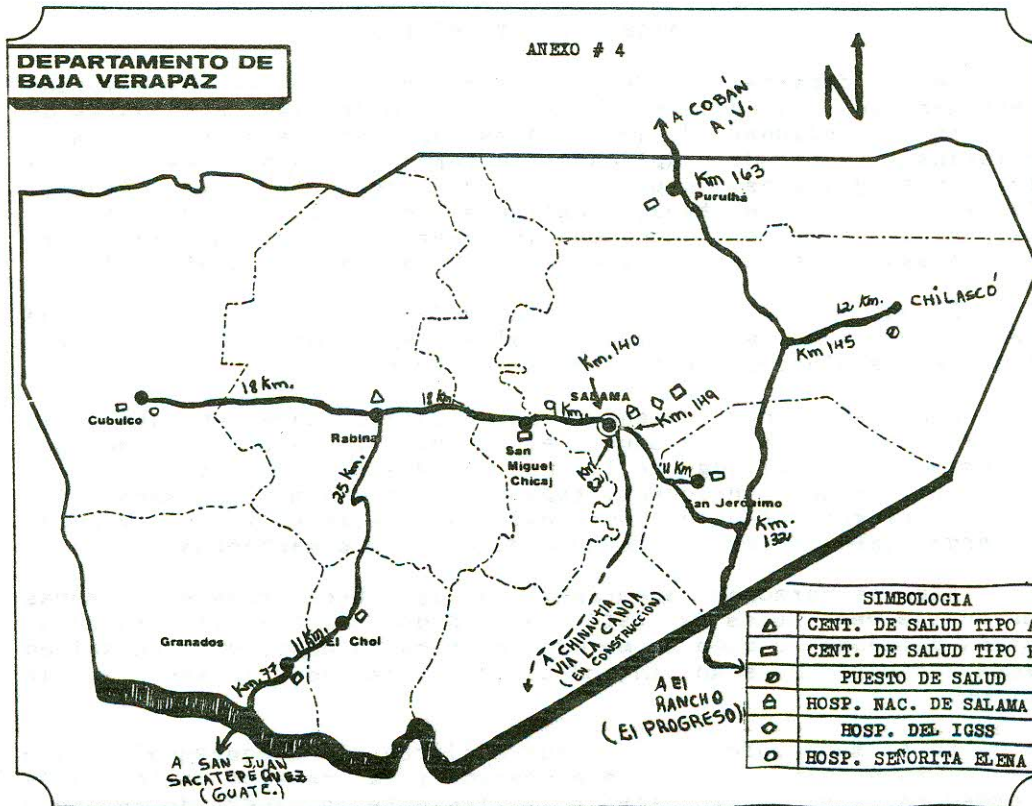 ANEXO # 4
DEPARTAMENTO DE
BAJA VERAPAZ
N
A COBÁN
A.V.
Km 163
Purulhá
12 Km.
CHILASCÓ
Km 145
Km. 140
SALAMA
Km. 149
18 Km.
18 Km.
9 Km.
Cubulco
Rabinal
San
Miguel
Chicaj
Km.
11 Km
San Jerónimo
Km.
132
25 Km.
Granados
11 Km.
El Chol
Km. 77
A CHINAUTLA
VIA LA CANOA
(EN CONSTRUCCIÓN)
A El
RANCHO
(El PROGRESO)
A SAN JUAN
SACATEPEQUEZ
(GUATE.)
SIMBOLOGIA
CENT. DE SALUD TIPO A
CENT. DE SALUD TIPO B
PUESTO DE SALUD
HOSP. NAC. DE SALAMA
HOSP. DEL IGSS
HOSP. SEÑORITA ELENA